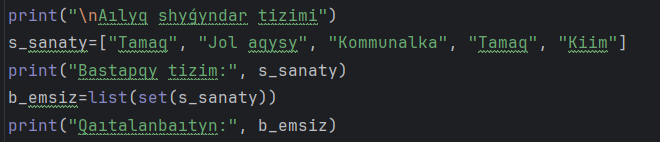 print("\nAılyq shyǵyndar tizimi")
s_sanaty=["Tamaq", "Jol aqysy", "Kommunalka", "Tamaq", "Kiim"]
print("Bastapqy tizim:", s_sanaty)
b_emsiz=list(set(s_sanaty))
print("Qaıtalanbaıtyn:", b_emsiz)